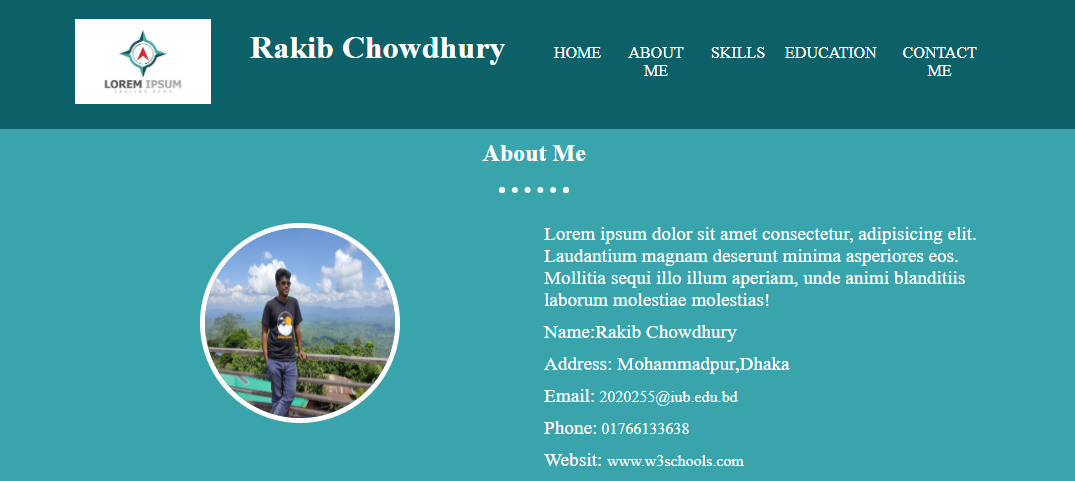 LOREM IPSUM
Rakib Chowdhury
HOME
ABOUT
ME
SKILLS
EDUCATION
CONTACT
ME
About Me
Lorem ipsum dolor sit amet consectetur, adipisicing elit.
Laudantium magnam deserunt minima asperiores eos.
Mollitia sequi illo illum aperiam, unde animi blanditiis
laborum molestiae molestias!
Name:Rakib Chowdhury
Address: Mohammadpur,Dhaka
Email: 2020255@iub.edu.bd
Phone: 01766133638
Websit: www.w3schools.com